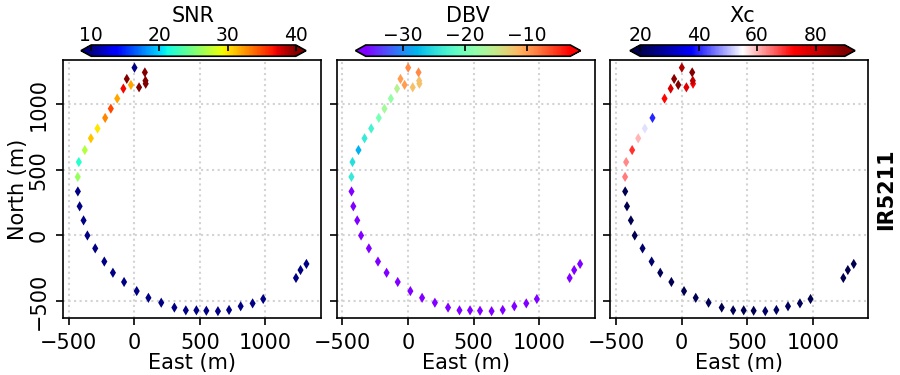 SNR DBV Xc
10 20 30 40 −30 −20 −10 20 40 60 80
North (m)
1000
500
0
−500
−500 0 500 1000 −500 0 500 1000 −500 0 500 1000
East (m) East (m) East (m)
IR5211